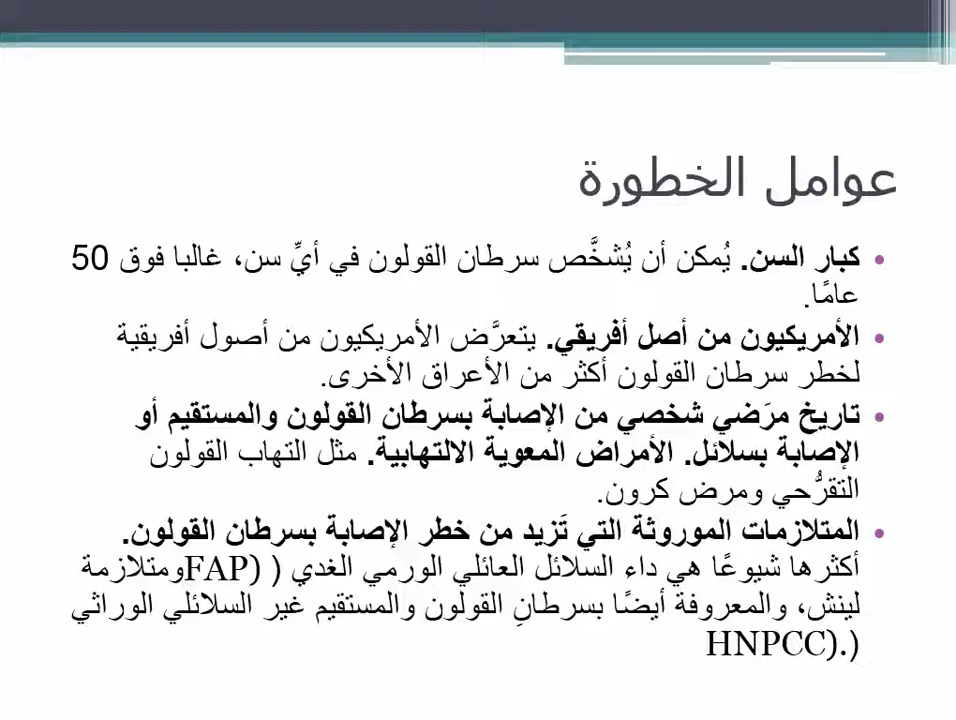 عوامل الخطورة
• كبار السن. يُمكن أن يُشخَّص سرطان القولون في أيِّ سن، غالبا فوق 50
عامًا.
• الأمريكيون من أصل أفريقي. يتعرَّض الأمريكيون من أصول أفريقية
لخطر سرطان القولون أكثر من الأعراق الأخرى.
• تاريخ مرَضي شخصي من الإصابة بسرطان القولون والمستقيم أو
الإصابة بسلائل. الأمراض المعوية الالتهابية. مثل التهاب القولون
التقرُّحي ومرض كرون.
• المتلازمات الموروثة التي تَزيد من خطر الإصابة بسرطان القولون.
أكثرها شيوعًا هي داء السلائل العائلي الورمي الغدي ( (FAPومتلازمة
لينش، والمعروفة أيضًا بسرطانِ القولون والمستقيم غير السلائلي الوراثي
(.(HNPCC